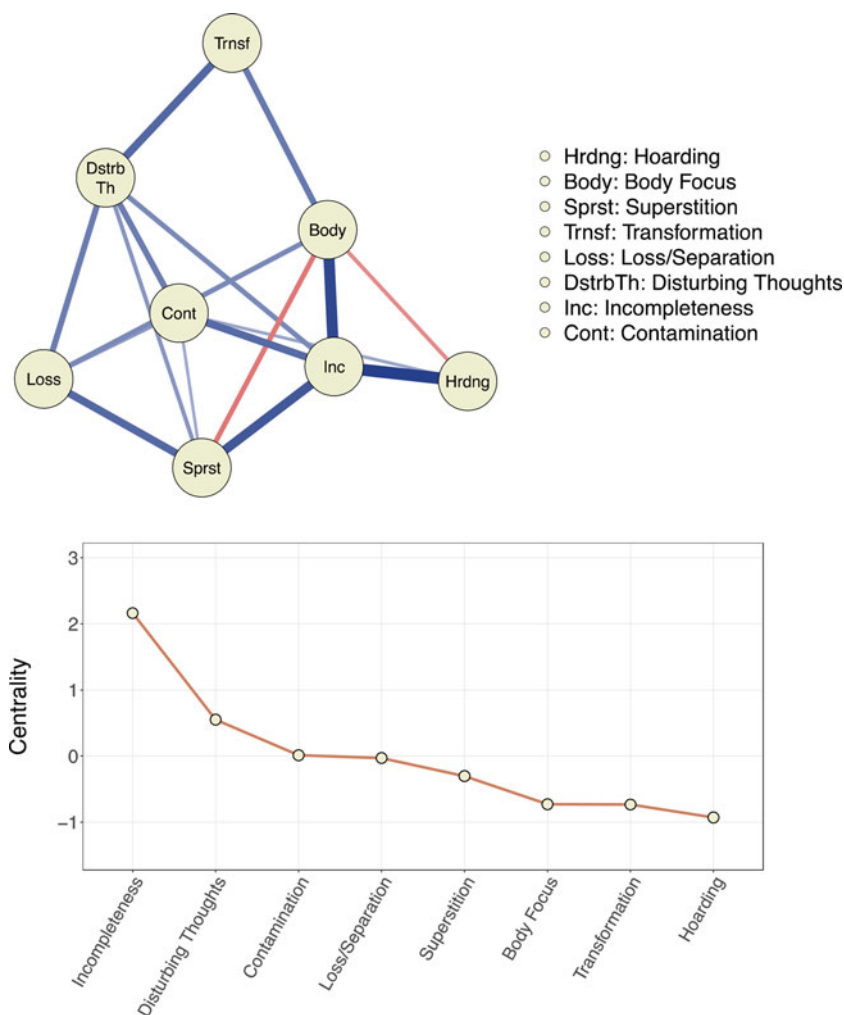 Trnsf
Dstrb
Th
Body
Cont
Inc
Loss
Hrdng
Sprst
Hrdng: Hoarding
Body: Body Focus
Sprst: Superstition
Trnsf: Transformation
Loss: Loss/Separation
DstrbTh: Disturbing Thoughts
Inc: Incompleteness
Cont: Contamination
Centrality
3
2
1
0
−1
Incompleteness
Disturbing Thoughts
Contamination
Loss/Separation
Superstition
Body Focus
Transformation
Hoarding